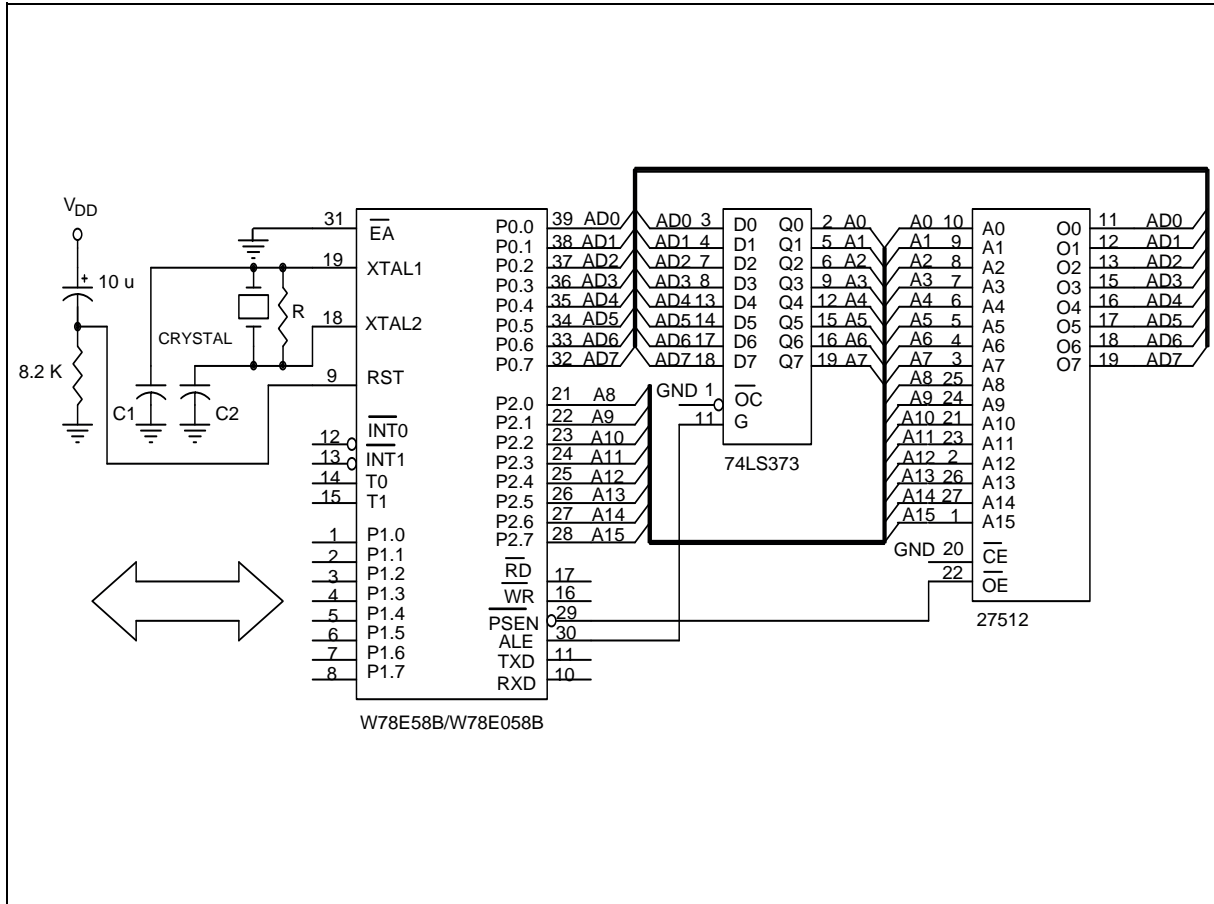 VDD
10 u
8.2 K
C1
C2
CRYSTAL
R
31 EA
19 XTAL1
18 XTAL2
9 RST
12 INT0
13 INT1
14 T0
15 T1
1 P1.0
2 P1.1
3 P1.2
4 P1.3
5 P1.4
6 P1.5
7 P1.6
8 P1.7
P0.0 39 AD0
P0.1 38 AD1
P0.2 37 AD2
P0.3 36 AD3
P0.4 35 AD4
P0.5 34 AD5
P0.6 33 AD6
P0.7 32 AD7
P2.0 21 A8
P2.1 22 A9
P2.2 23 A10
P2.3 24 A11
P2.4 25 A12
P2.5 26 A13
P2.6 27 A14
P2.7 28 A15
RD 17
WR 16
PSEN 29
ALE 30
TXD 11
RXD 10
W78E58B/W78E058B
AD0 3 D0 Q0 2 A0
AD1 4 D1 Q1 5 A1
AD2 7 D2 Q2 6 A2
AD3 8 D3 Q3 9 A3
AD4 13 D4 Q4 12 A4
AD5 14 D5 Q5 15 A5
AD6 17 D6 Q6 16 A6
AD7 18 D7 Q7 19 A7
GND 1 OC
11 G
74LS373
A0 10 A0 O0 11 AD0
A1 9 A1 O1 12 AD1
A2 8 A2 O2 13 AD2
A3 7 A3 O3 15 AD3
A4 6 A4 O4 16 AD4
A5 5 A5 O5 17 AD5
A6 4 A6 O6 18 AD6
A7 3 A7 O7 19 AD7
A8 25 A8
A9 24 A9
A10 21 A10
A11 23 A11
A12 2 A12
A13 26 A13
A14 27 A14
A15 1 A15
GND 20 CE
22 OE
27512